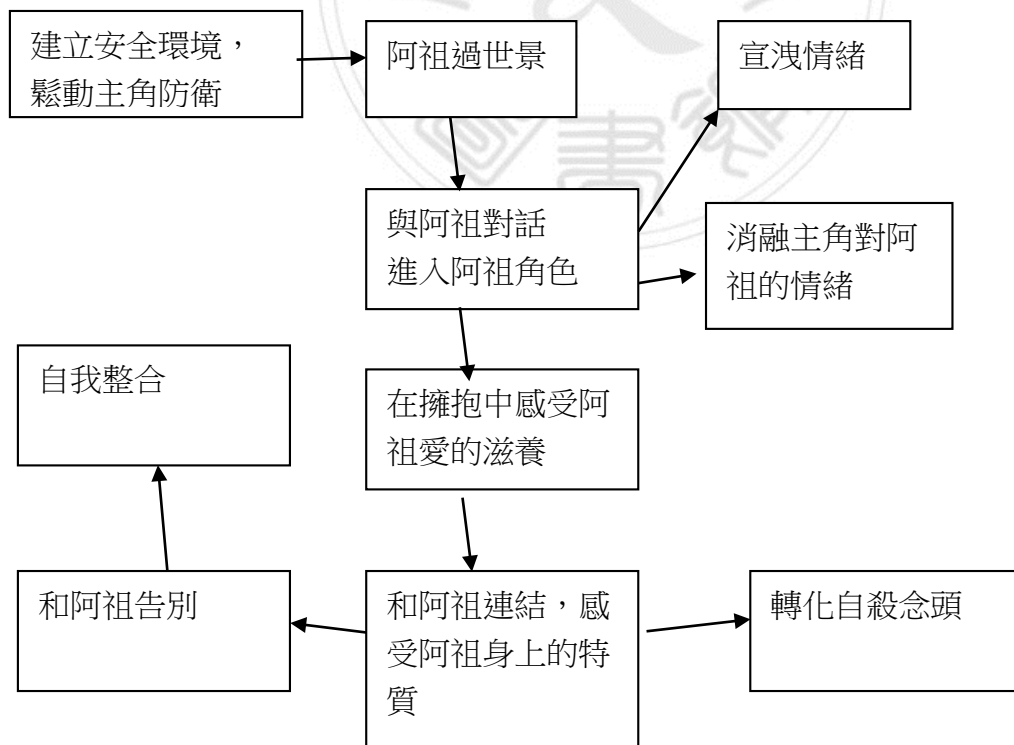 建立安全環境，
鬆動主角防衛
阿祖過世景
宣洩情緒
與阿祖對話
進入阿祖角色
消融主角對阿
祖的情緒
自我整合
在擁抱中感受阿
祖愛的滋養
和阿祖告別
和阿祖連結，感
受阿祖身上的特
質
轉化自殺念頭